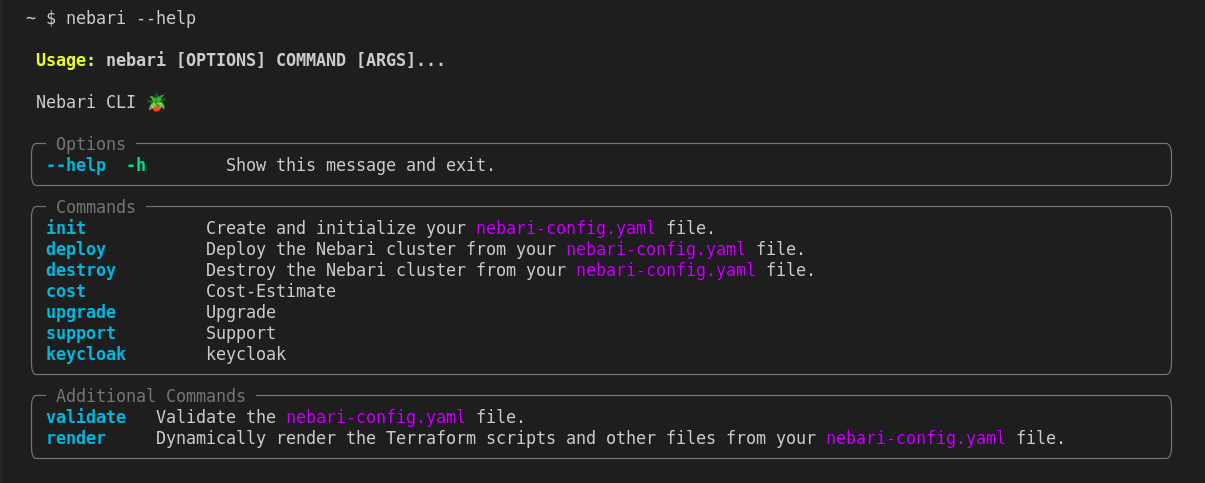 ~ $ nebari --help
Usage: nebari [OPTIONS] COMMAND [ARGS]...
Nebari CLI 🪴
Options
--help -h Show this message and exit.
Commands
init Create and initialize your nebari-config.yaml file.
deploy Deploy the Nebari cluster from your nebari-config.yaml file.
destroy Destroy the Nebari cluster from your nebari-config.yaml file.
cost Cost-Estimate
upgrade Upgrade
support Support
keycloak keycloak
Additional Commands
validate Validate the nebari-config.yaml file.
render Dynamically render the Terraform scripts and other files from your nebari-config.yaml file.